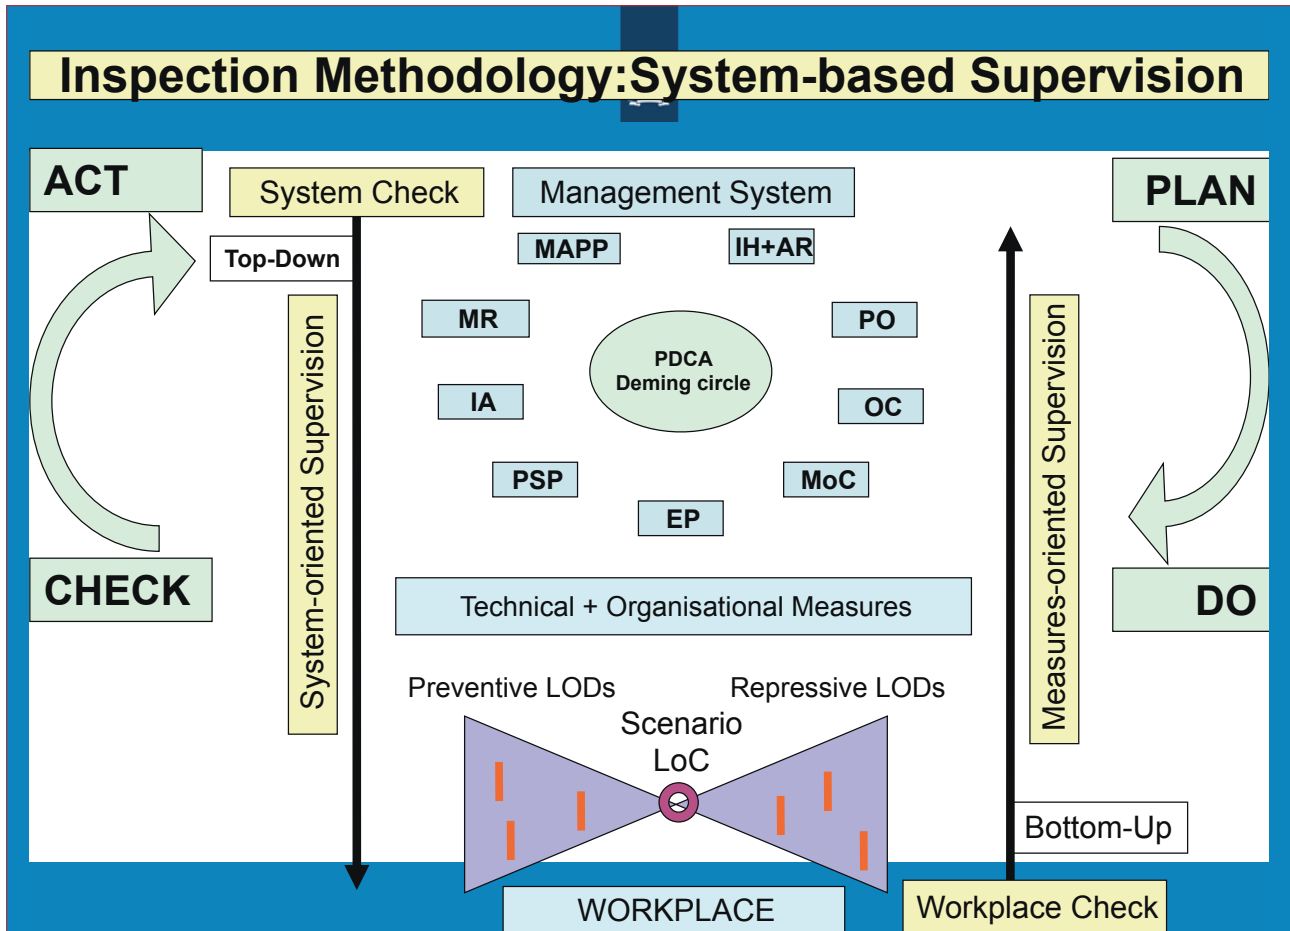 Inspection Methodology:System-based Supervision
ACT
System Check
Management System
PLAN
Top-Down
MAPP
IH+AR
MR
PO
PDCA
Deming circle
IA
OC
PSP
MoC
EP
System-oriented Supervision
Measures-oriented Supervision
CHECK
DO
Technical + Organisational Measures
Preventive LODs
Repressive LODs
Scenario
LoC
Bottom-Up
WORKPLACE
Workplace Check